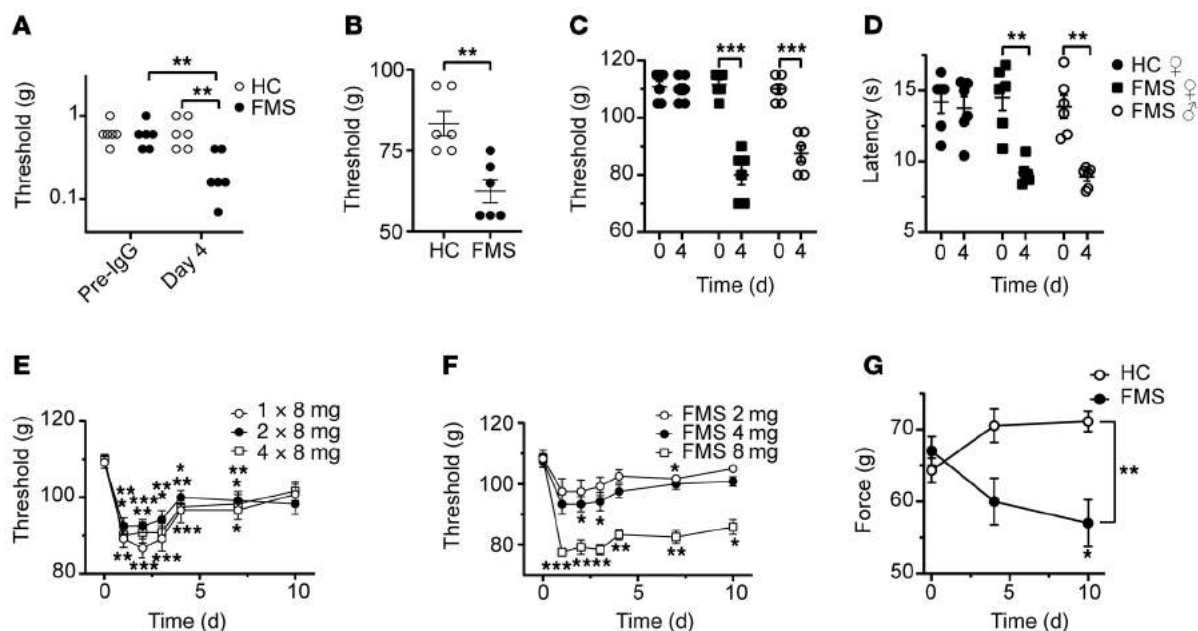 A
Threshold (g)
1
0.1
Pre-IgG
Day 4
**
**
HC
FMS
B
Threshold (g)
100
75
50
**
HC
FMS
C
Threshold (g)
120
100
80
60
***
***
0 4 0 4 0 4
Time (d)
D
Latency (s)
20
15
10
5
**
**
0 4 0 4 0 4
Time (d)
HC ♀
FMS ♀
FMS ♂
E
Threshold (g)
120
100
80
1 × 8 mg
2 × 8 mg
4 × 8 mg
**
*
***
**
**
*
*
**
**
*
**
***
***
***
*
0 5 10
Time (d)
F
Threshold (g)
120
100
80
FMS 2 mg
FMS 4 mg
FMS 8 mg
*
*
*
***
****
**
**
*
0 5 10
Time (d)
G
HC
FMS
Force (g)
70
60
50
**
*
0 5 10
Time (d)